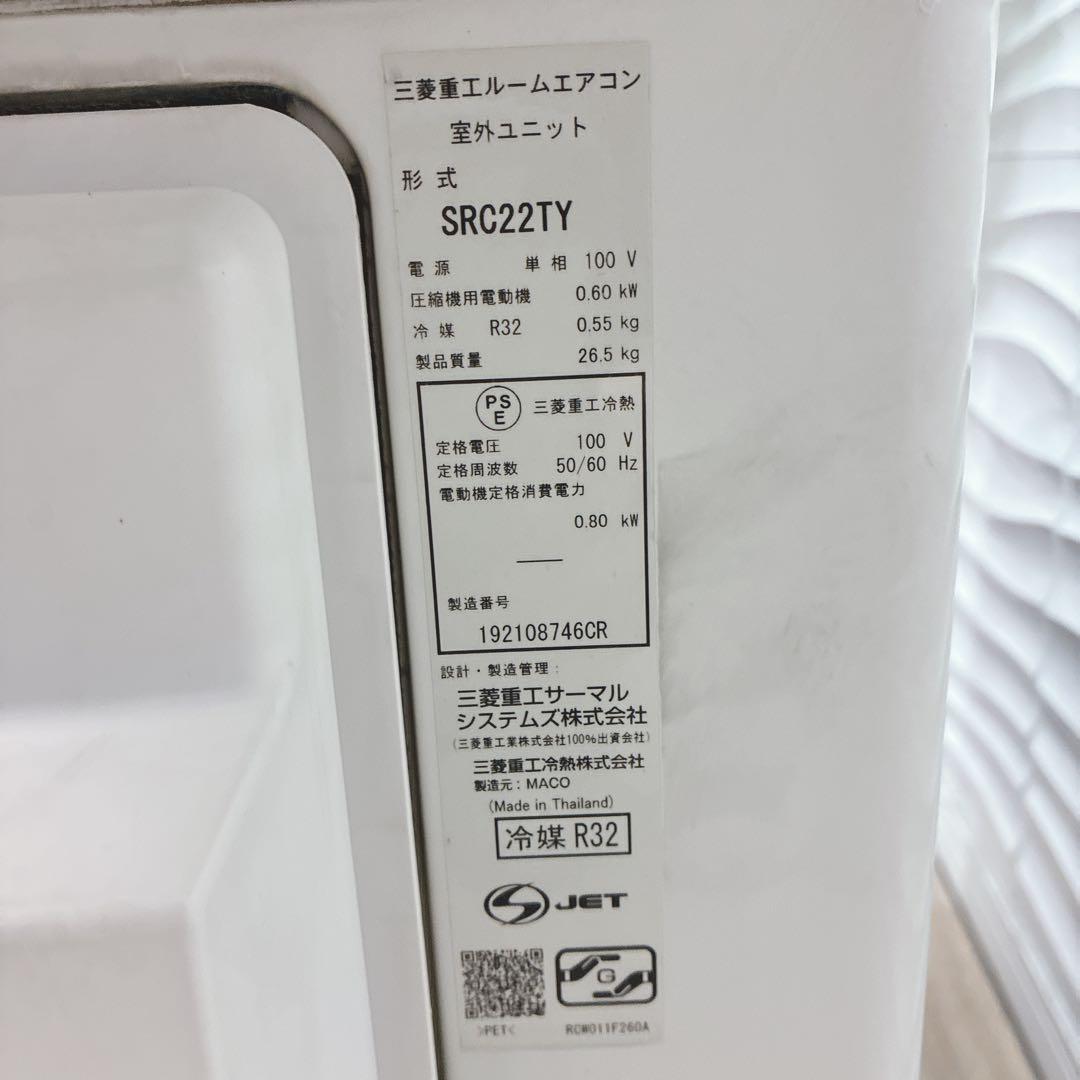 三菱重工ルームエアコン
室外ユニット
形 式
SRC22TY
電 源 単 相 100 V
圧縮機用電動機 0.60 kW
冷 媒 R32 0.55 kg
製品質量 26.5 kg
PS E 三菱重工冷熱
定格電圧 100 V
定格周波数 50/60 Hz
電動機定格消費電力
0.80 kW
製造番号
192108746CR
設計・製造管理:
三菱重工サーマル
システムズ株式会社
(三菱重工業株式会社100%出資会社)
三菱重工冷熱株式会社
製造元: MACO
(Made in Thailand)
冷媒 R32
S JET
G
>PET< RCW011F260A